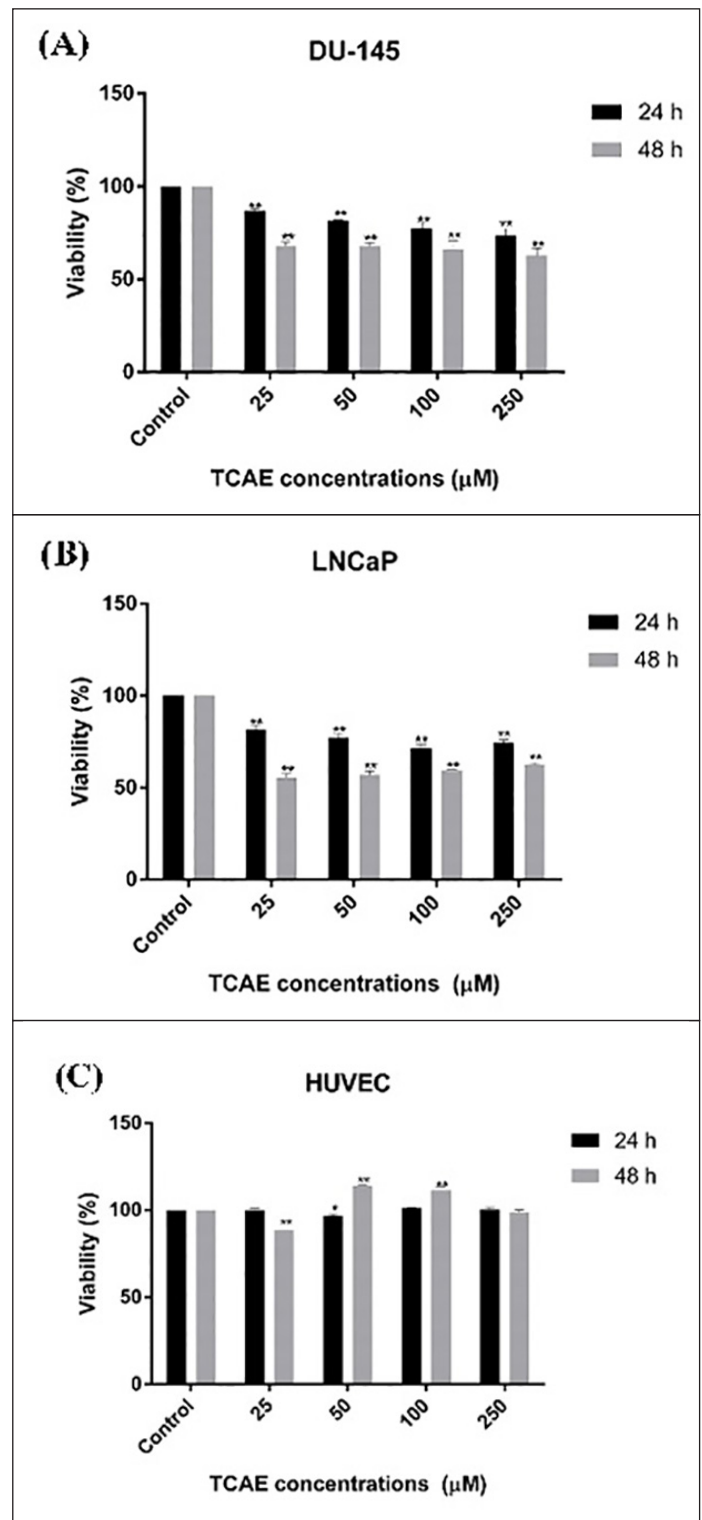 (A)
DU-145
150
100
50
0
Viability (%)
24 h
48 h
** ** ** ** ** ** ** **
Control 25 50 100 250
TCAE concentrations (µM)
(B)
LNCaP
150
100
50
0
Viability (%)
24 h
48 h
** ** ** ** ** ** ** **
Control 25 50 100 250
TCAE concentrations (µM)
(C)
HUVEC
150
100
50
0
Viability (%)
24 h
48 h
** * ** **
Control 25 50 100 250
TCAE concentrations (µM)